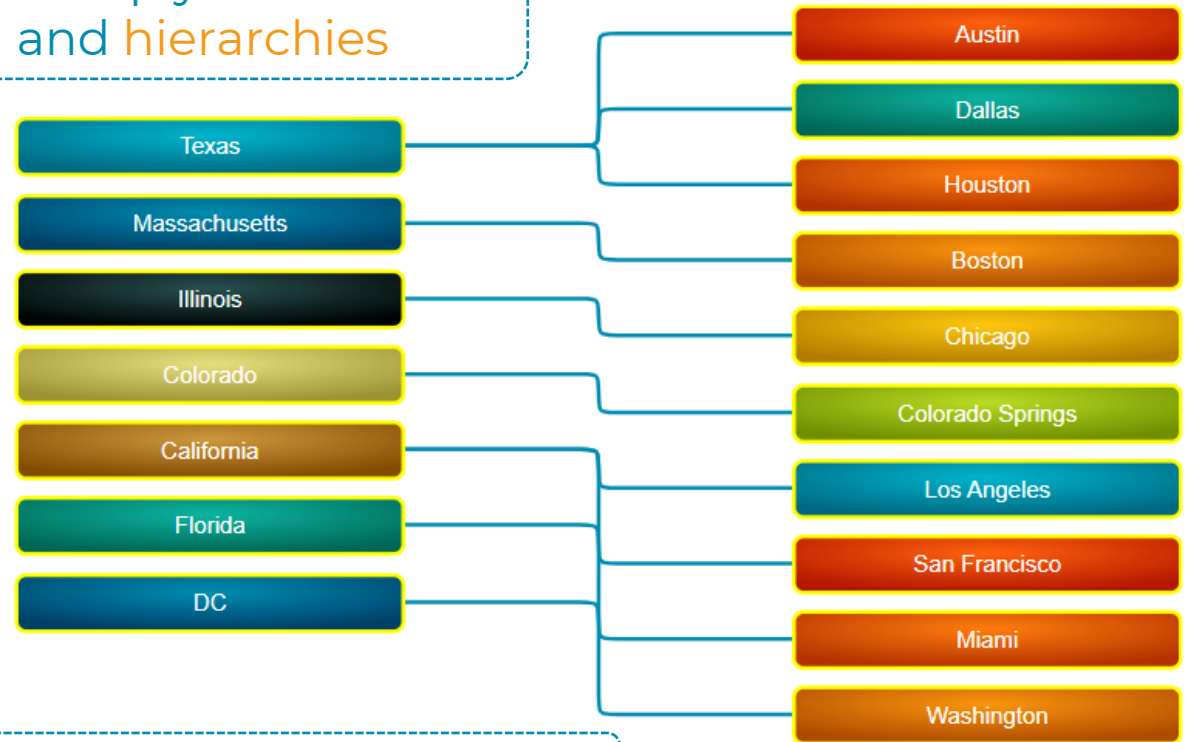 and hierarchies
Texas
Massachusetts
Illinois
Colorado
California
Florida
DC
Austin
Dallas
Houston
Boston
Chicago
Colorado Springs
Los Angeles
San Francisco
Miami
Washington